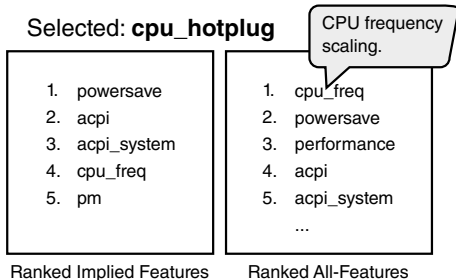 Selected: cpu_hotplug
CPU frequency
scaling.
1. powersave
2. acpi
3. acpi_system
4. cpu_freq
5. pm
Ranked Implied Features
1. cpu_freq
2. powersave
3. performance
4. acpi
5. acpi_system
...
Ranked All-Features